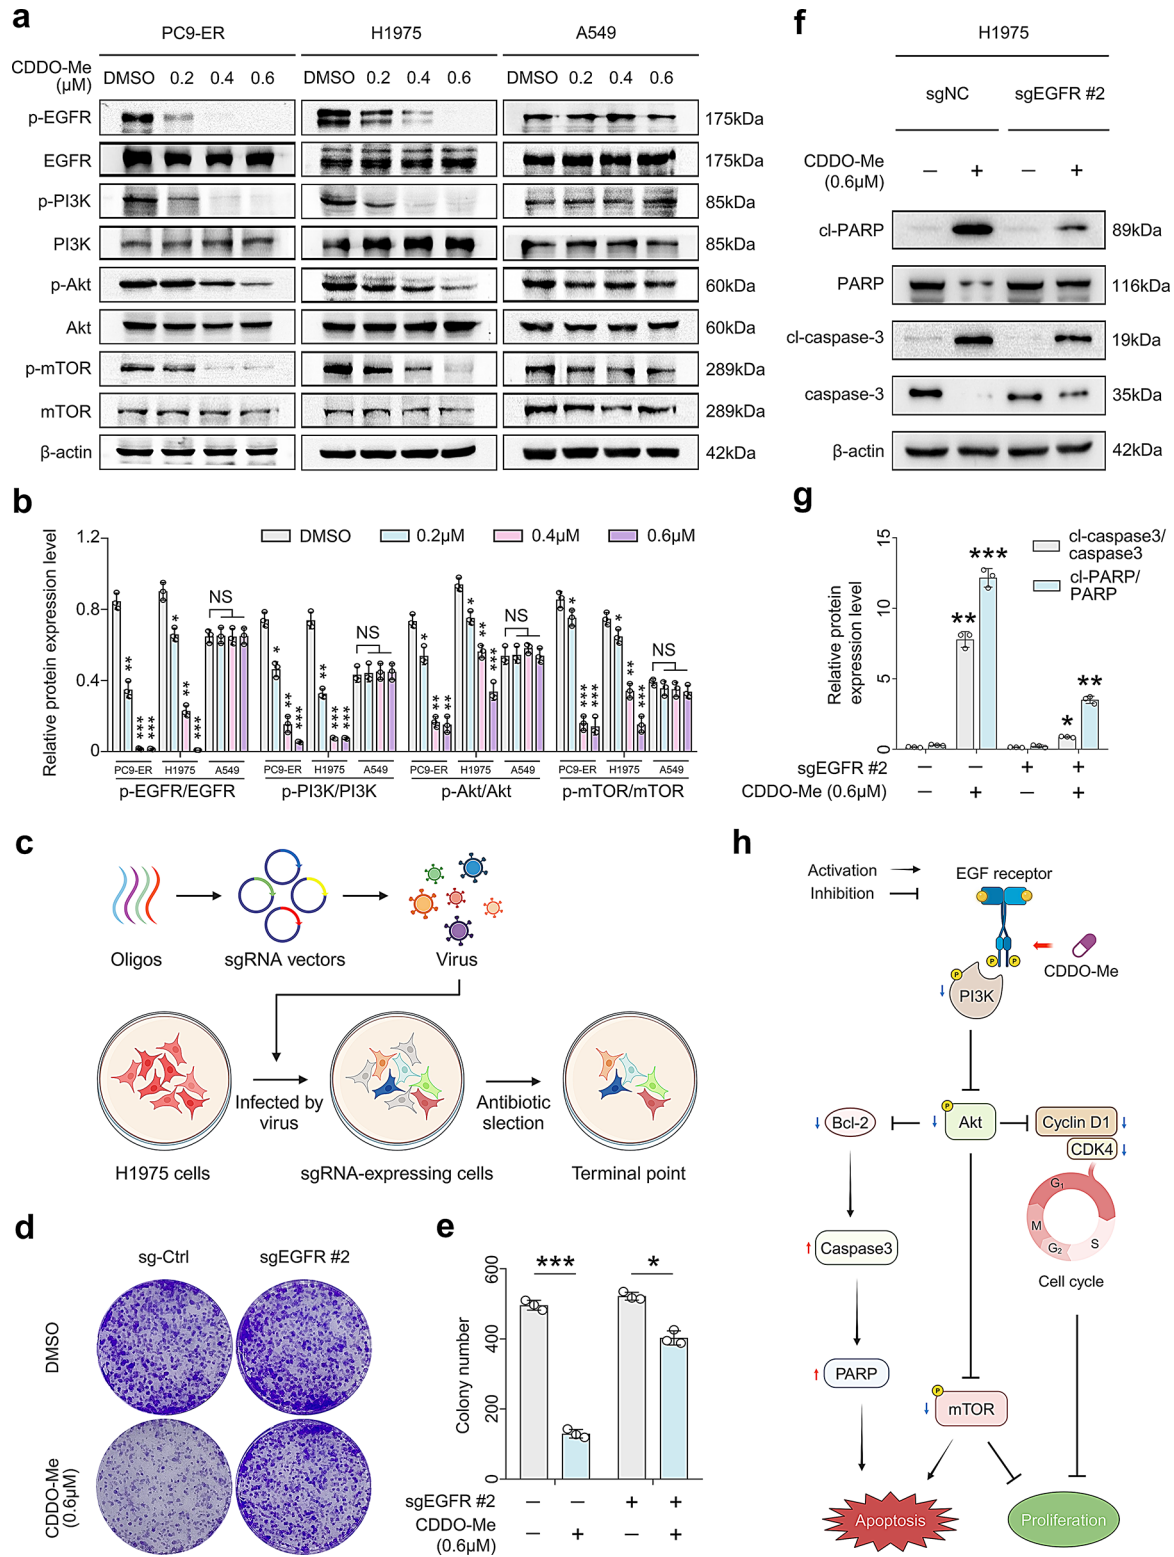 a
PC9-ER H1975 A549
CDDO-Me (μM) DMSO 0.2 0.4 0.6 DMSO 0.2 0.4 0.6 DMSO 0.2 0.4 0.6
p-EGFR 175kDa
EGFR 175kDa
p-PI3K 85kDa
PI3K 85kDa
p-Akt 60kDa
Akt 60kDa
p-mTOR 289kDa
mTOR 289kDa
β-actin 42kDa
f
H1975
sgNC sgEGFR #2
CDDO-Me
(0.6μM) − + − +
cl-PARP 89kDa
PARP 116kDa
cl-caspase-3 19kDa
caspase-3 35kDa
β-actin 42kDa
b
Relative protein expression level
1.2
0.8
0.4
0
DMSO 0.2μM 0.4μM 0.6μM
** *** *** * ** *** NS
* ** *** ** *** *** NS
* *** *** * ** *** NS
* *** *** * ** *** NS
PC9-ER H1975 A549 PC9-ER H1975 A549 PC9-ER H1975 A549 PC9-ER H1975 A549
p-EGFR/EGFR p-PI3K/PI3K p-Akt/Akt p-mTOR/mTOR
g
Relative protein
expression level
15
10
5
0
cl-caspase3/
caspase3
cl-PARP/
PARP
** *** * **
sgEGFR #2 − − + +
CDDO-Me (0.6μM) − + − +
c
Oligos sgRNA vectors Virus
Infected by
virus
Antibiotic
slection
H1975 cells sgRNA-expressing cells Terminal point
d
sg-Ctrl sgEGFR #2
DMSO
CDDO-Me
(0.6μM)
e
Colony number
600
400
200
0
*** *
sgEGFR #2 − − + +
CDDO-Me
(0.6μM) − + − +
h
Activation
Inhibition
EGF receptor
P P
CDDO-Me
P
PI3K
P
Bcl-2 Akt Cyclin D1
CDK4
G1
M S
G2
Cell cycle
Caspase3
PARP
P
mTOR
Apoptosis Proliferation